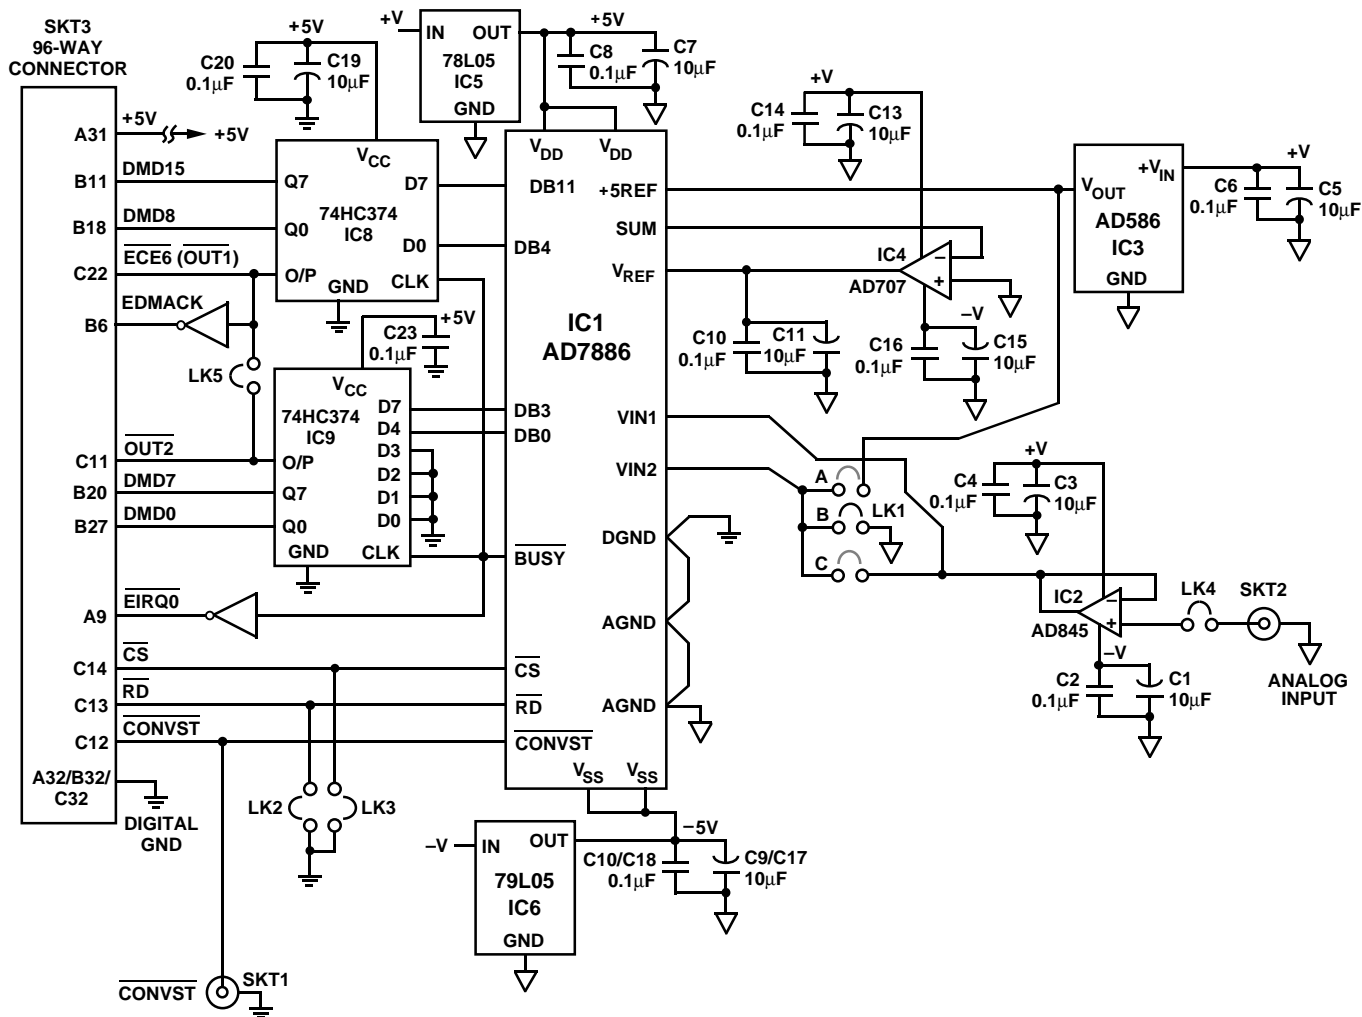 SKT3
96-WAY
CONNECTOR
A31
+5V
+5V
B11
DMD15
B18
DMD8
C22
ECE6 (OUT1)
B6
EDMACK
LK5
C11
OUT2
B20
DMD7
B27
DMD0
A9
EIRQ0
C14
CS
C13
RD
C12
CONVST
A32/B32/
C32
DIGITAL
GND
+5V
C20
0.1μF
C19
10μF
VCC
Q7
D7
74HC374
IC8
Q0
D0
O/P
GND
CLK
+5V
C23
0.1μF
VCC
74HC374
IC9
D7
D4
D3
D2
D1
D0
O/P
Q7
Q0
GND
CLK
LK2
LK3
CONVST
SKT1
+V
IN
OUT
78L05
IC5
GND
+5V
C8
0.1μF
C7
10μF
VDD
VDD
DB11
+5REF
SUM
DB4
VREF
IC1
AD7886
DB3
DB0
VIN1
VIN2
BUSY
DGND
AGND
CS
RD
AGND
CONVST
VSS
VSS
–V
IN
OUT
79L05
IC6
GND
–5V
C10/C18
0.1μF
C9/C17
10μF
+V
C14
0.1μF
C13
10μF
IC4
AD707
–
+
–V
C10
0.1μF
C11
10μF
C16
0.1μF
C15
10μF
VOUT
+VIN
AD586
IC3
GND
+V
C6
0.1μF
C5
10μF
A
B
LK1
C
+V
C4
0.1μF
C3
10μF
IC2
AD845
–
+
–V
C2
0.1μF
C1
10μF
LK4
SKT2
ANALOG
INPUT